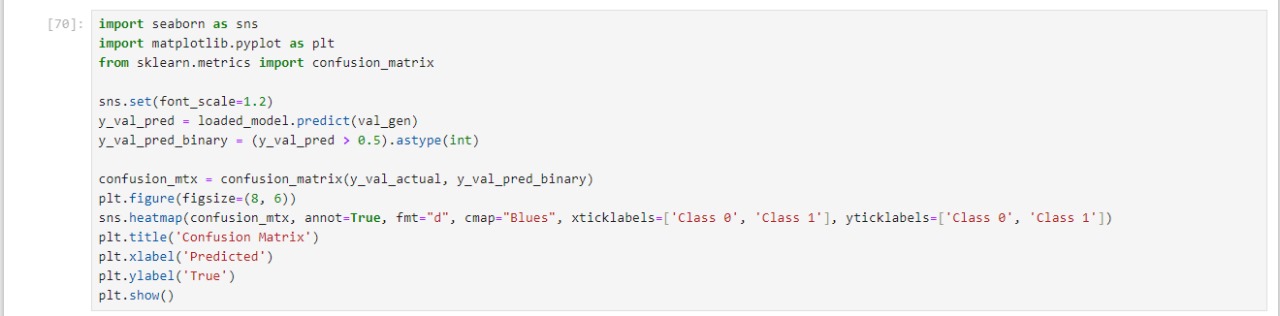 [70]:
import seaborn as sns
import matplotlib.pyplot as plt
from sklearn.metrics import confusion_matrix
sns.set(font_scale=1.2)
y_val_pred = loaded_model.predict(val_gen)
y_val_pred_binary = (y_val_pred > 0.5).astype(int)
confusion_mtx = confusion_matrix(y_val_actual, y_val_pred_binary)
plt.figure(figsize=(8, 6))
sns.heatmap(confusion_mtx, annot=True, fmt="d", cmap="Blues", xticklabels=['Class 0', 'Class 1'], yticklabels=['Class 0', 'Class 1'])
plt.title('Confusion Matrix')
plt.xlabel('Predicted')
plt.ylabel('True')
plt.show()